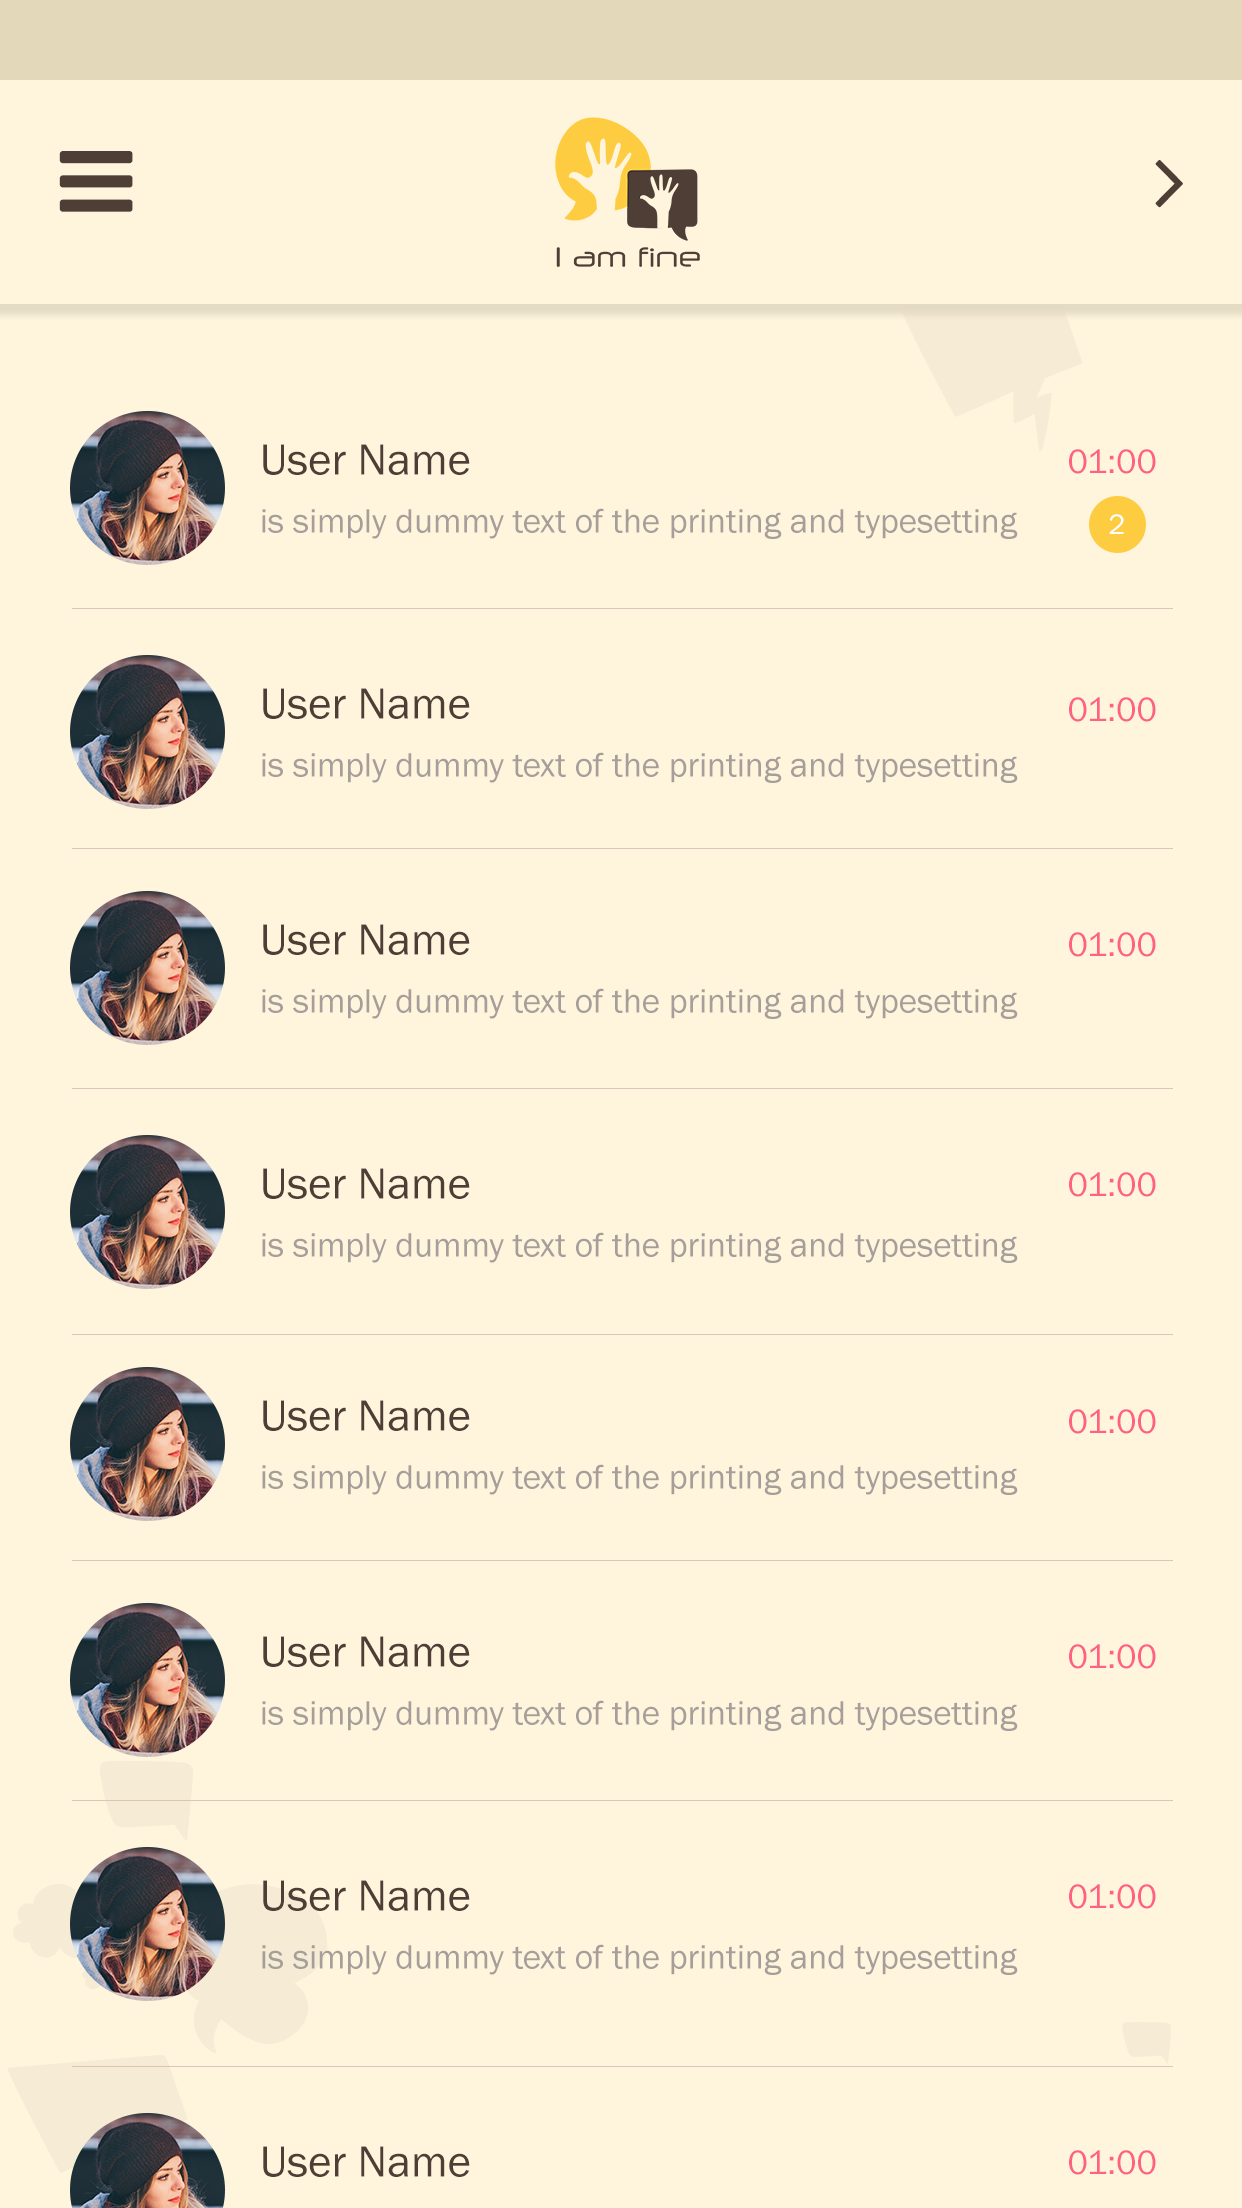 I am fine
User Name
01:00
is simply dummy text of the printing and typesetting
2
User Name
01:00
is simply dummy text of the printing and typesetting
User Name
01:00
is simply dummy text of the printing and typesetting
User Name
01:00
is simply dummy text of the printing and typesetting
User Name
01:00
is simply dummy text of the printing and typesetting
User Name
01:00
is simply dummy text of the printing and typesetting
User Name
01:00
is simply dummy text of the printing and typesetting
User Name
01:00